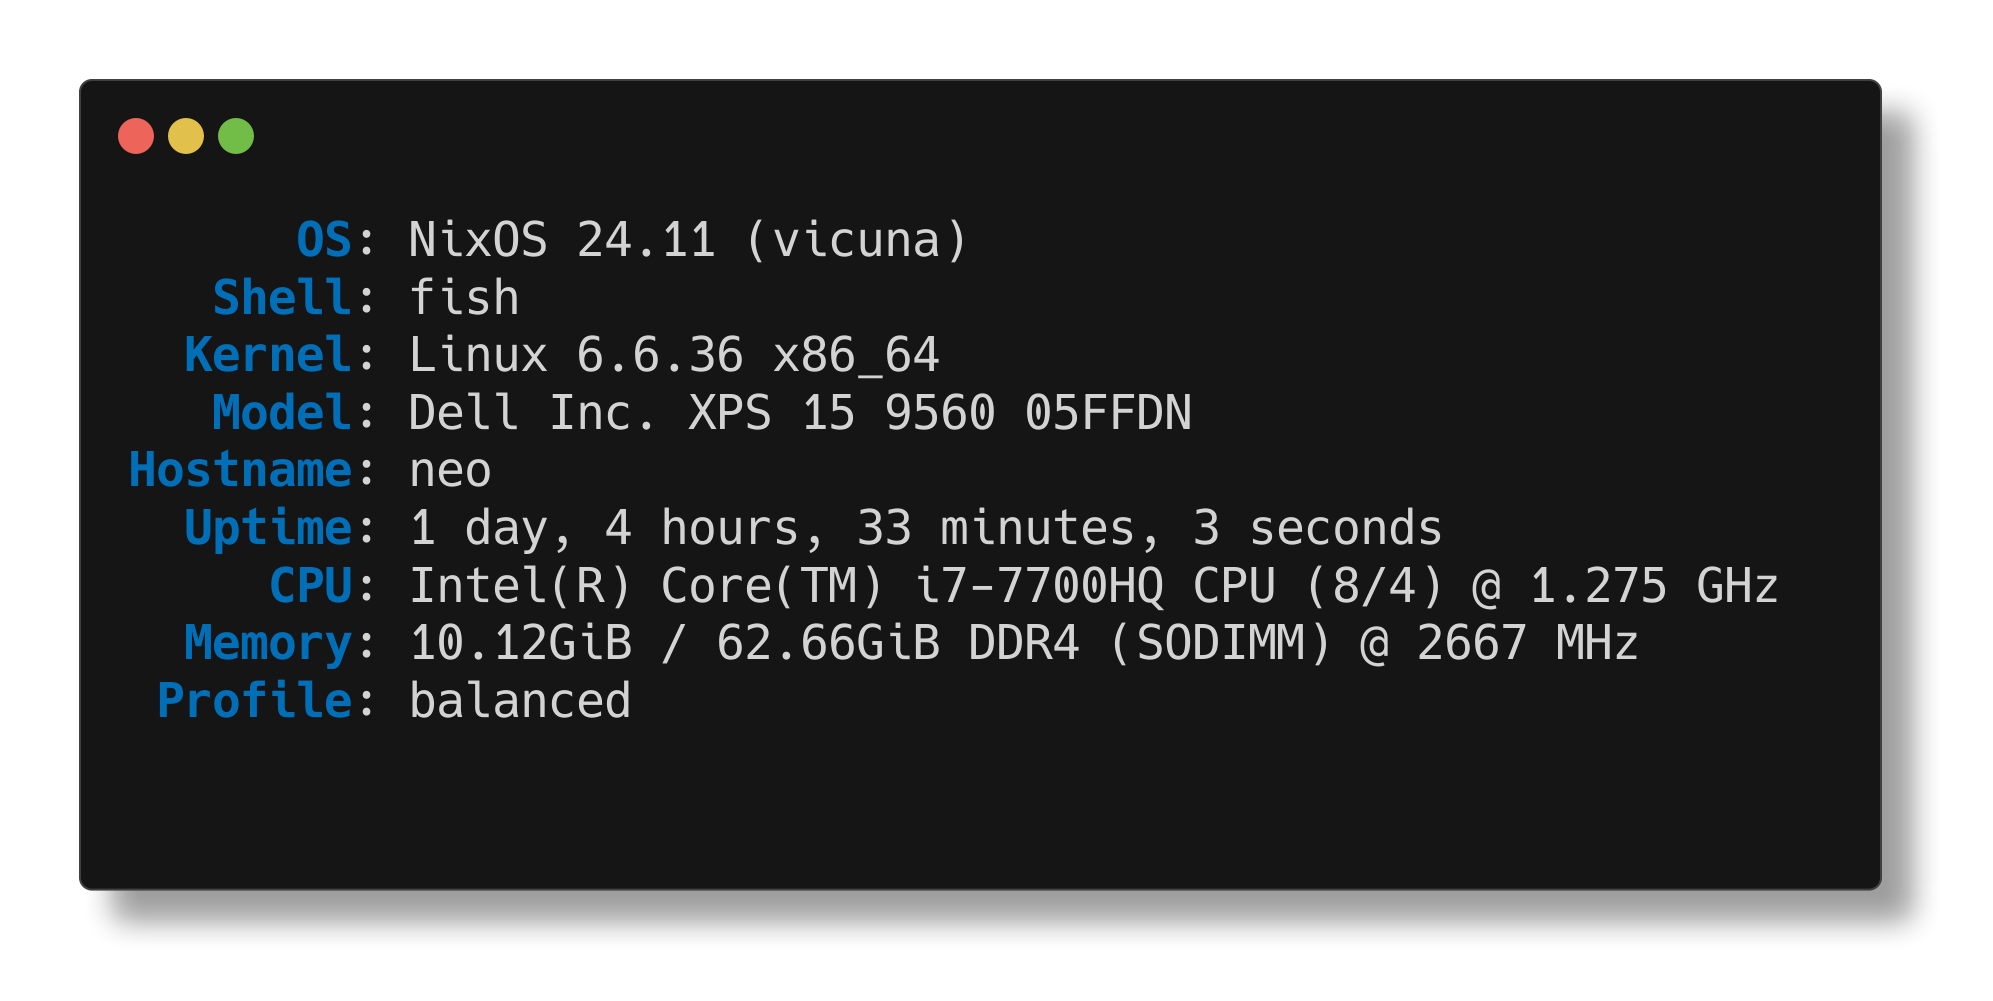 OS: NixOS 24.11 (vicuna)
Shell: fish
Kernel: Linux 6.6.36 x86_64
Model: Dell Inc. XPS 15 9560 05FFDN
Hostname: neo
Uptime: 1 day, 4 hours, 33 minutes, 3 seconds
CPU: Intel(R) Core(TM) i7-7700HQ CPU (8/4) @ 1.275 GHz
Memory: 10.12GiB / 62.66GiB DDR4 (SODIMM) @ 2667 MHz
Profile: balanced